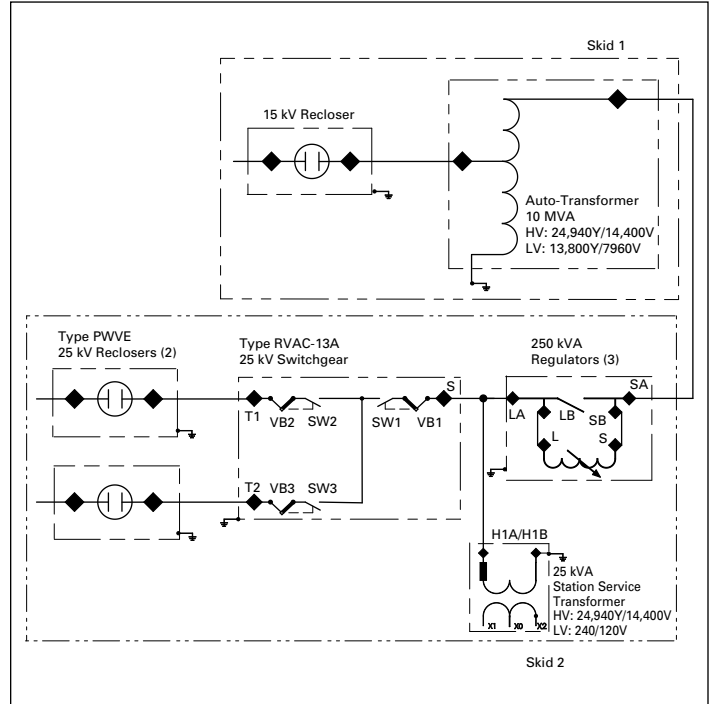 Skid 1
15 kV Recloser
Auto-Transformer
10 MVA
HV: 24,940Y/14,400V
LV: 13,800Y/7960V
Type PWVE
25 kV Reclosers (2)
Type RVAC-13A
25 kV Switchgear
250 kVA
Regulators (3)
T1
VB2
SW2
SW1
VB1
S
LA
LB
SB
SA
L
S
T2
VB3
SW3
H1A/H1B
25 kVA
Station Service
Transformer
HV: 24,940Y/14,400V
LV: 240/120V
X1
X0
X2
Skid 2